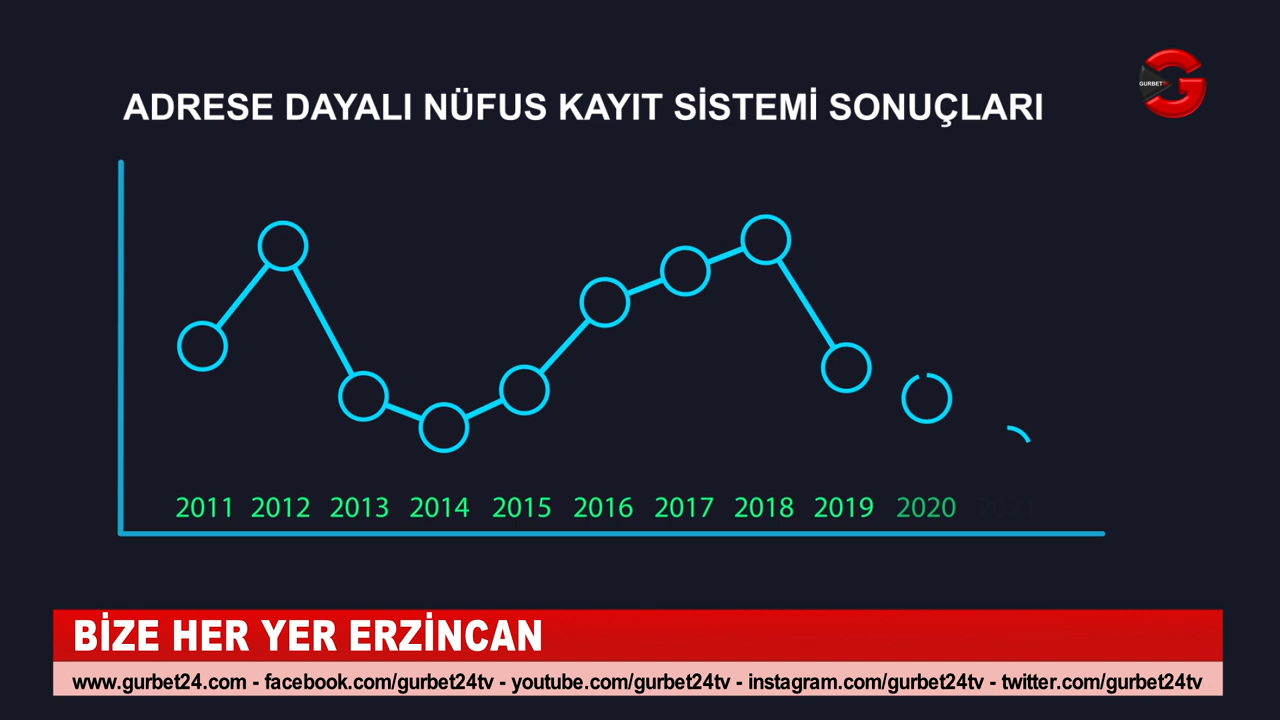 ADRESE DAYALI NÜFUS KAYIT SİSTEMİ SONUÇLARI
GURBET
2011 2012 2013 2014 2015 2016 2017 2018 2019 2020
BİZE HER YER ERZİNCAN
www.gurbet24.com - facebook.com/gurbet24tv - youtube.com/gurbet24tv - instagram.com/gurbet24tv - twitter.com/gurbet24tv